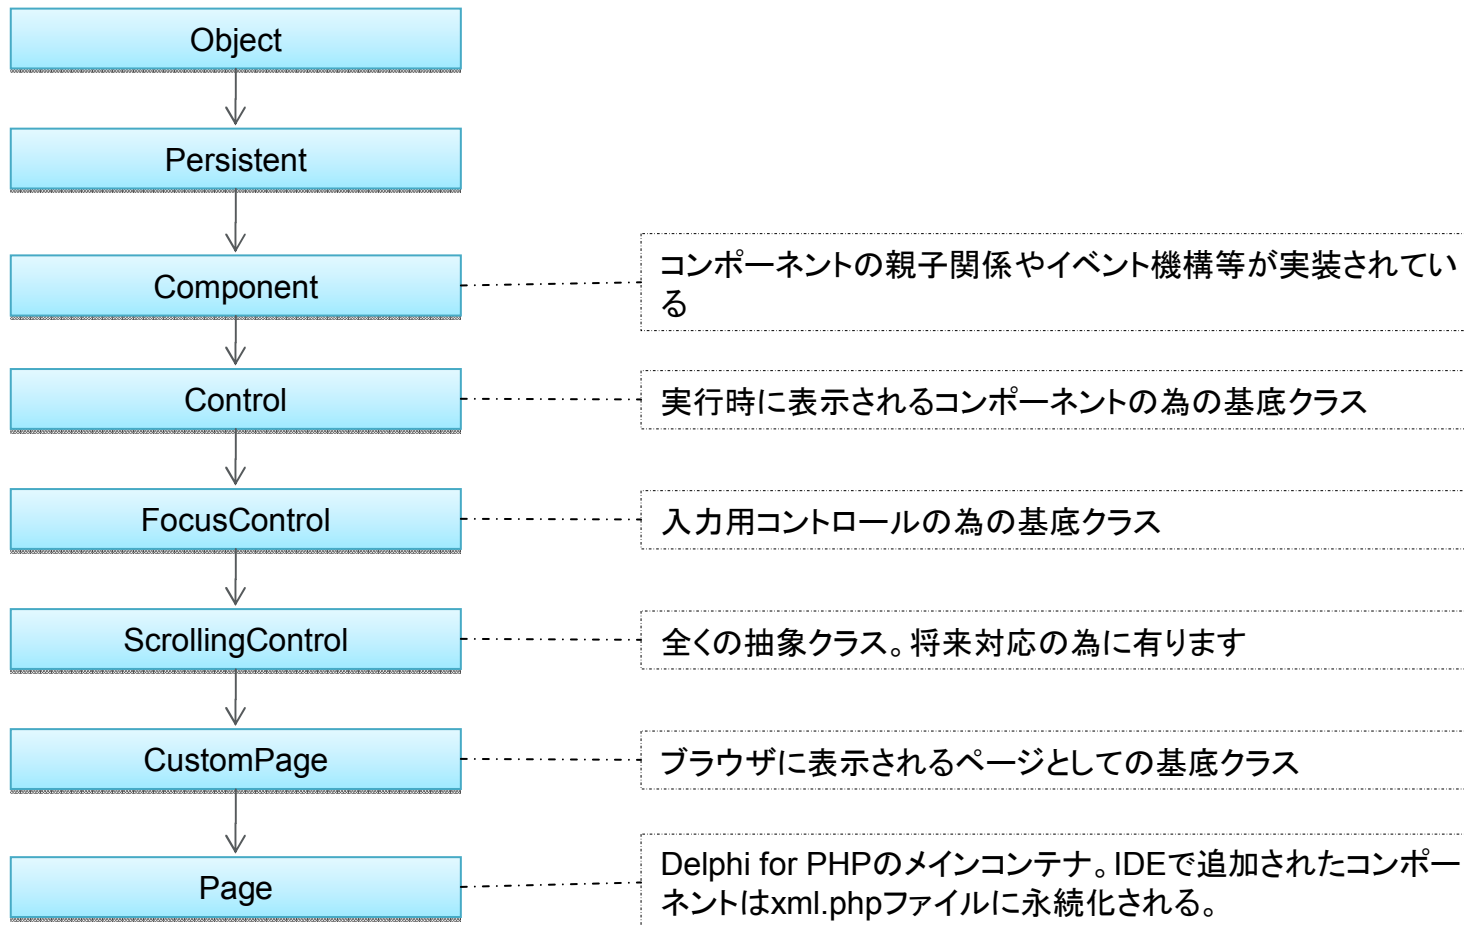 Object
Persistent
Component
コンポーネントの親子関係やイベント機構等が実装されてい
る
Control
実行時に表示されるコンポーネントの為の基底クラス
FocusControl
入力用コントロールの為の基底クラス
ScrollingControl
全くの抽象クラス。将来対応の為に有ります
CustomPage
ブラウザに表示されるページとしての基底クラス
Page
Delphi for PHPのメインコンテナ。IDEで追加されたコンポー
ネントはxml.phpファイルに永続化される。